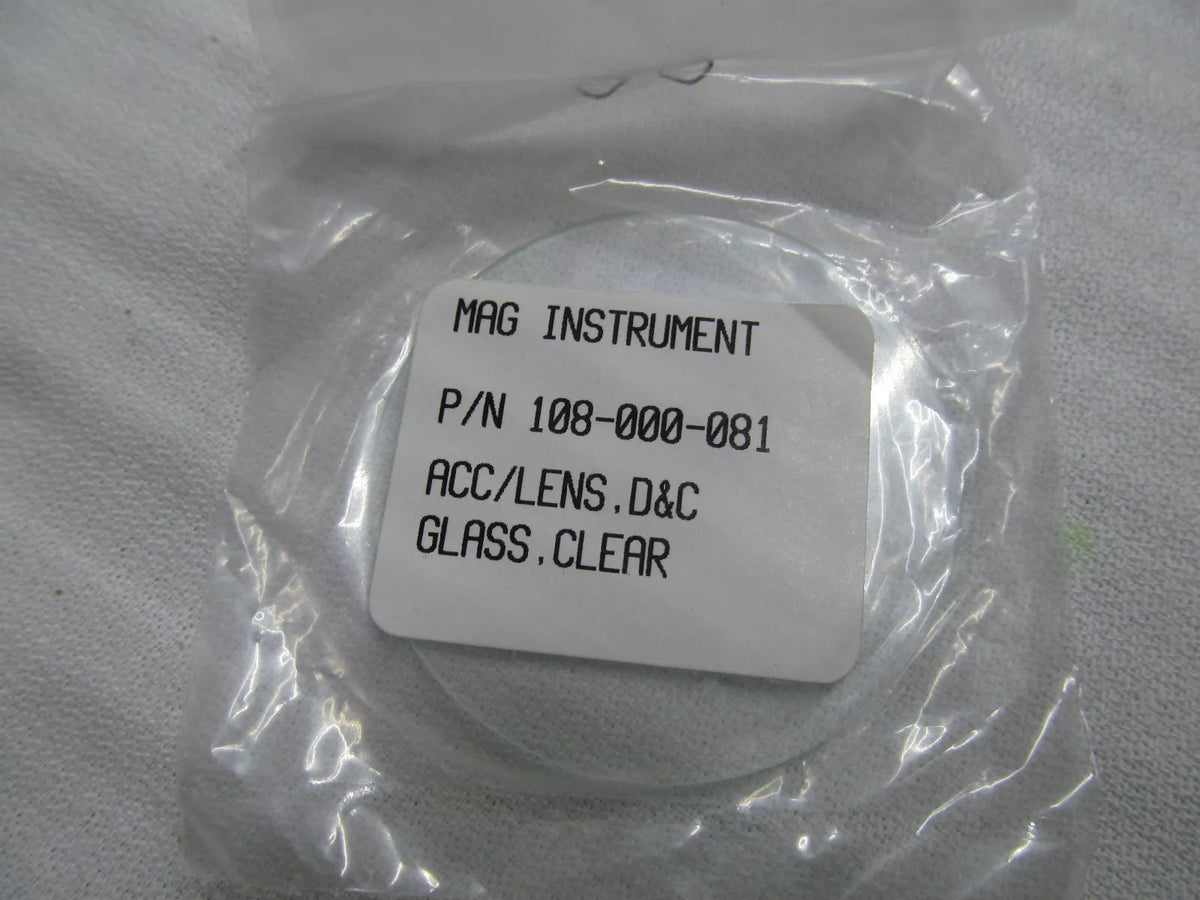 MAG INSTRUMENT
P/N 108-000-081
ACC/LENS,D&C
GLASS,CLEAR